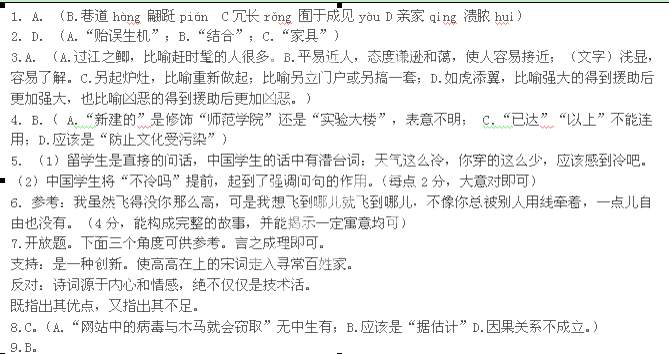 1. A. (B.巷道 hàng 翩跹 piān C 冗长 rǒng 囿于成见 yòu D 亲家 qìng 溃脓 huì)
2. D. (A.“贻误生机”；B.“结合”；C.“家具”)
3.A. (A.过江之鲫，比喻赶时髦的人很多。B.平易近人，态度谦逊和蔼，使人容易接近；（文字）浅显，
容易了解。C.另起炉灶，比喻重新做起；比喻另立门户或另搞一套；D.如虎添翼，比喻强大的得到援助后
更加强大，也比喻凶恶的得到援助后更加凶恶。)
4. B. ( A.“新建的”是修饰“师范学院”还是“实验大楼”，表意不明； C.“已达”“以上”不能连
用；D.应该是“防止文化受污染”)
5. （1）留学生是直接的问话，中国学生的话中有潜台词：天气这么冷，你穿的这么少，应该感到冷吧。
（2）中国学生将“不冷吗”提前，起到了强调问句的作用。（每点 2 分，大意对即可）
6. 参考：我虽然飞得没你那么高，可是我想飞到哪儿就飞到哪儿，不像你总被别人用线牵着，一点儿自
由也没有。（4 分，能构成完整的故事，并能揭示一定寓意均可）
7.开放题。下面三个角度可供参考。言之成理即可。
支持：是一种创新。使高高在上的宋词走入寻常百姓家。
反对：诗词源于内心和情感，绝不仅仅是技术活。
既指出其优点，又指出其不足。
8.C。（A.“网站中的病毒与木马就会窃取”无中生有；B.应该是“据估计”D.因果关系不成立。）
9.B。